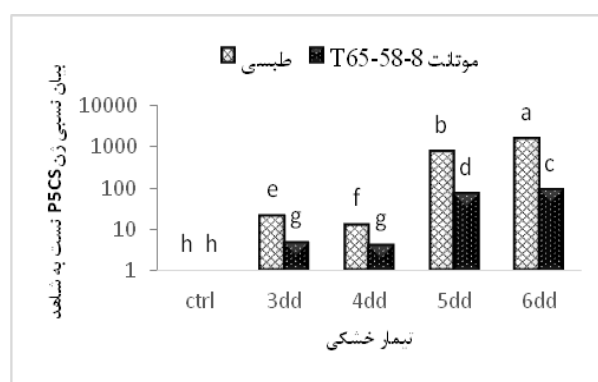 طبسی موتانت T65-58-8
بیان نسبی ژن P5CS نست به شاهد
10000
1000
100
10
1
h h e g f g b d a c
ctrl 3dd 4dd 5dd 6dd
تیمار خشکی